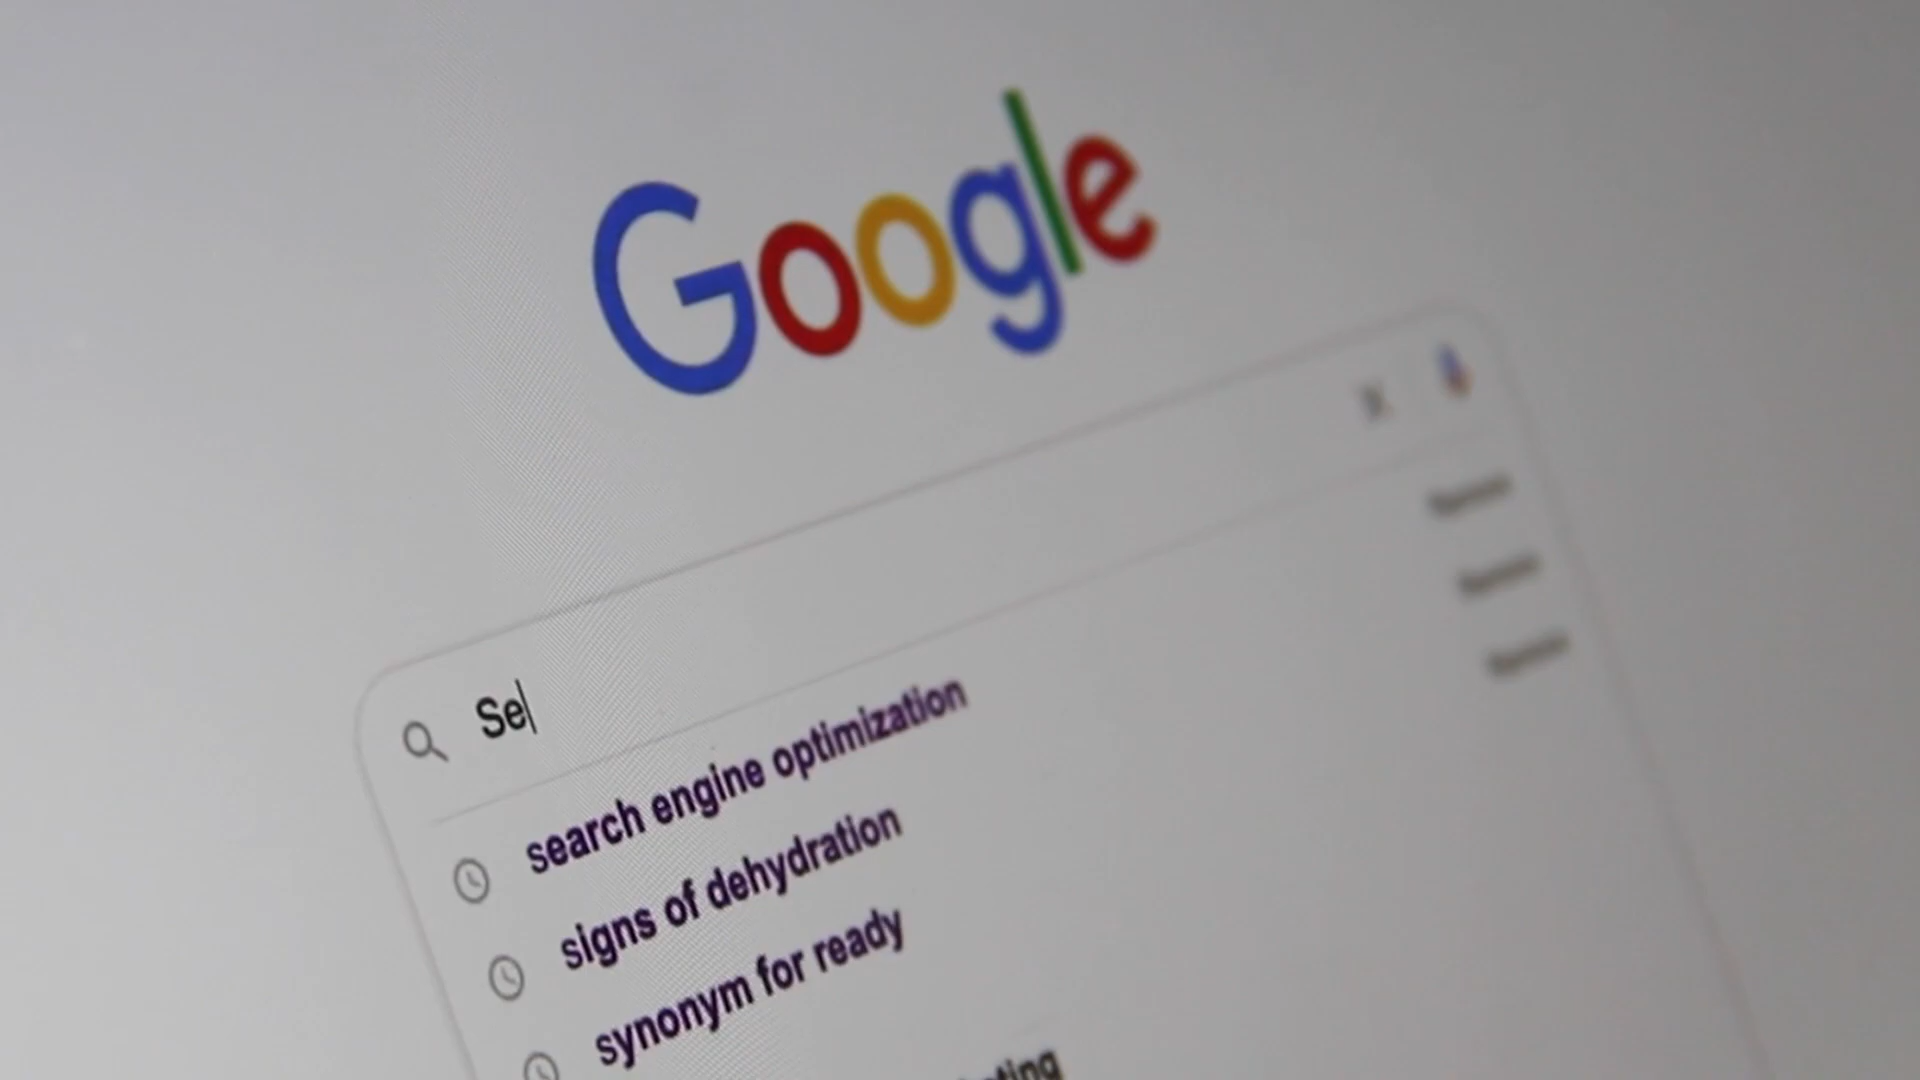 Google
Se
search engine optimization
signs of dehydration
synonym for ready